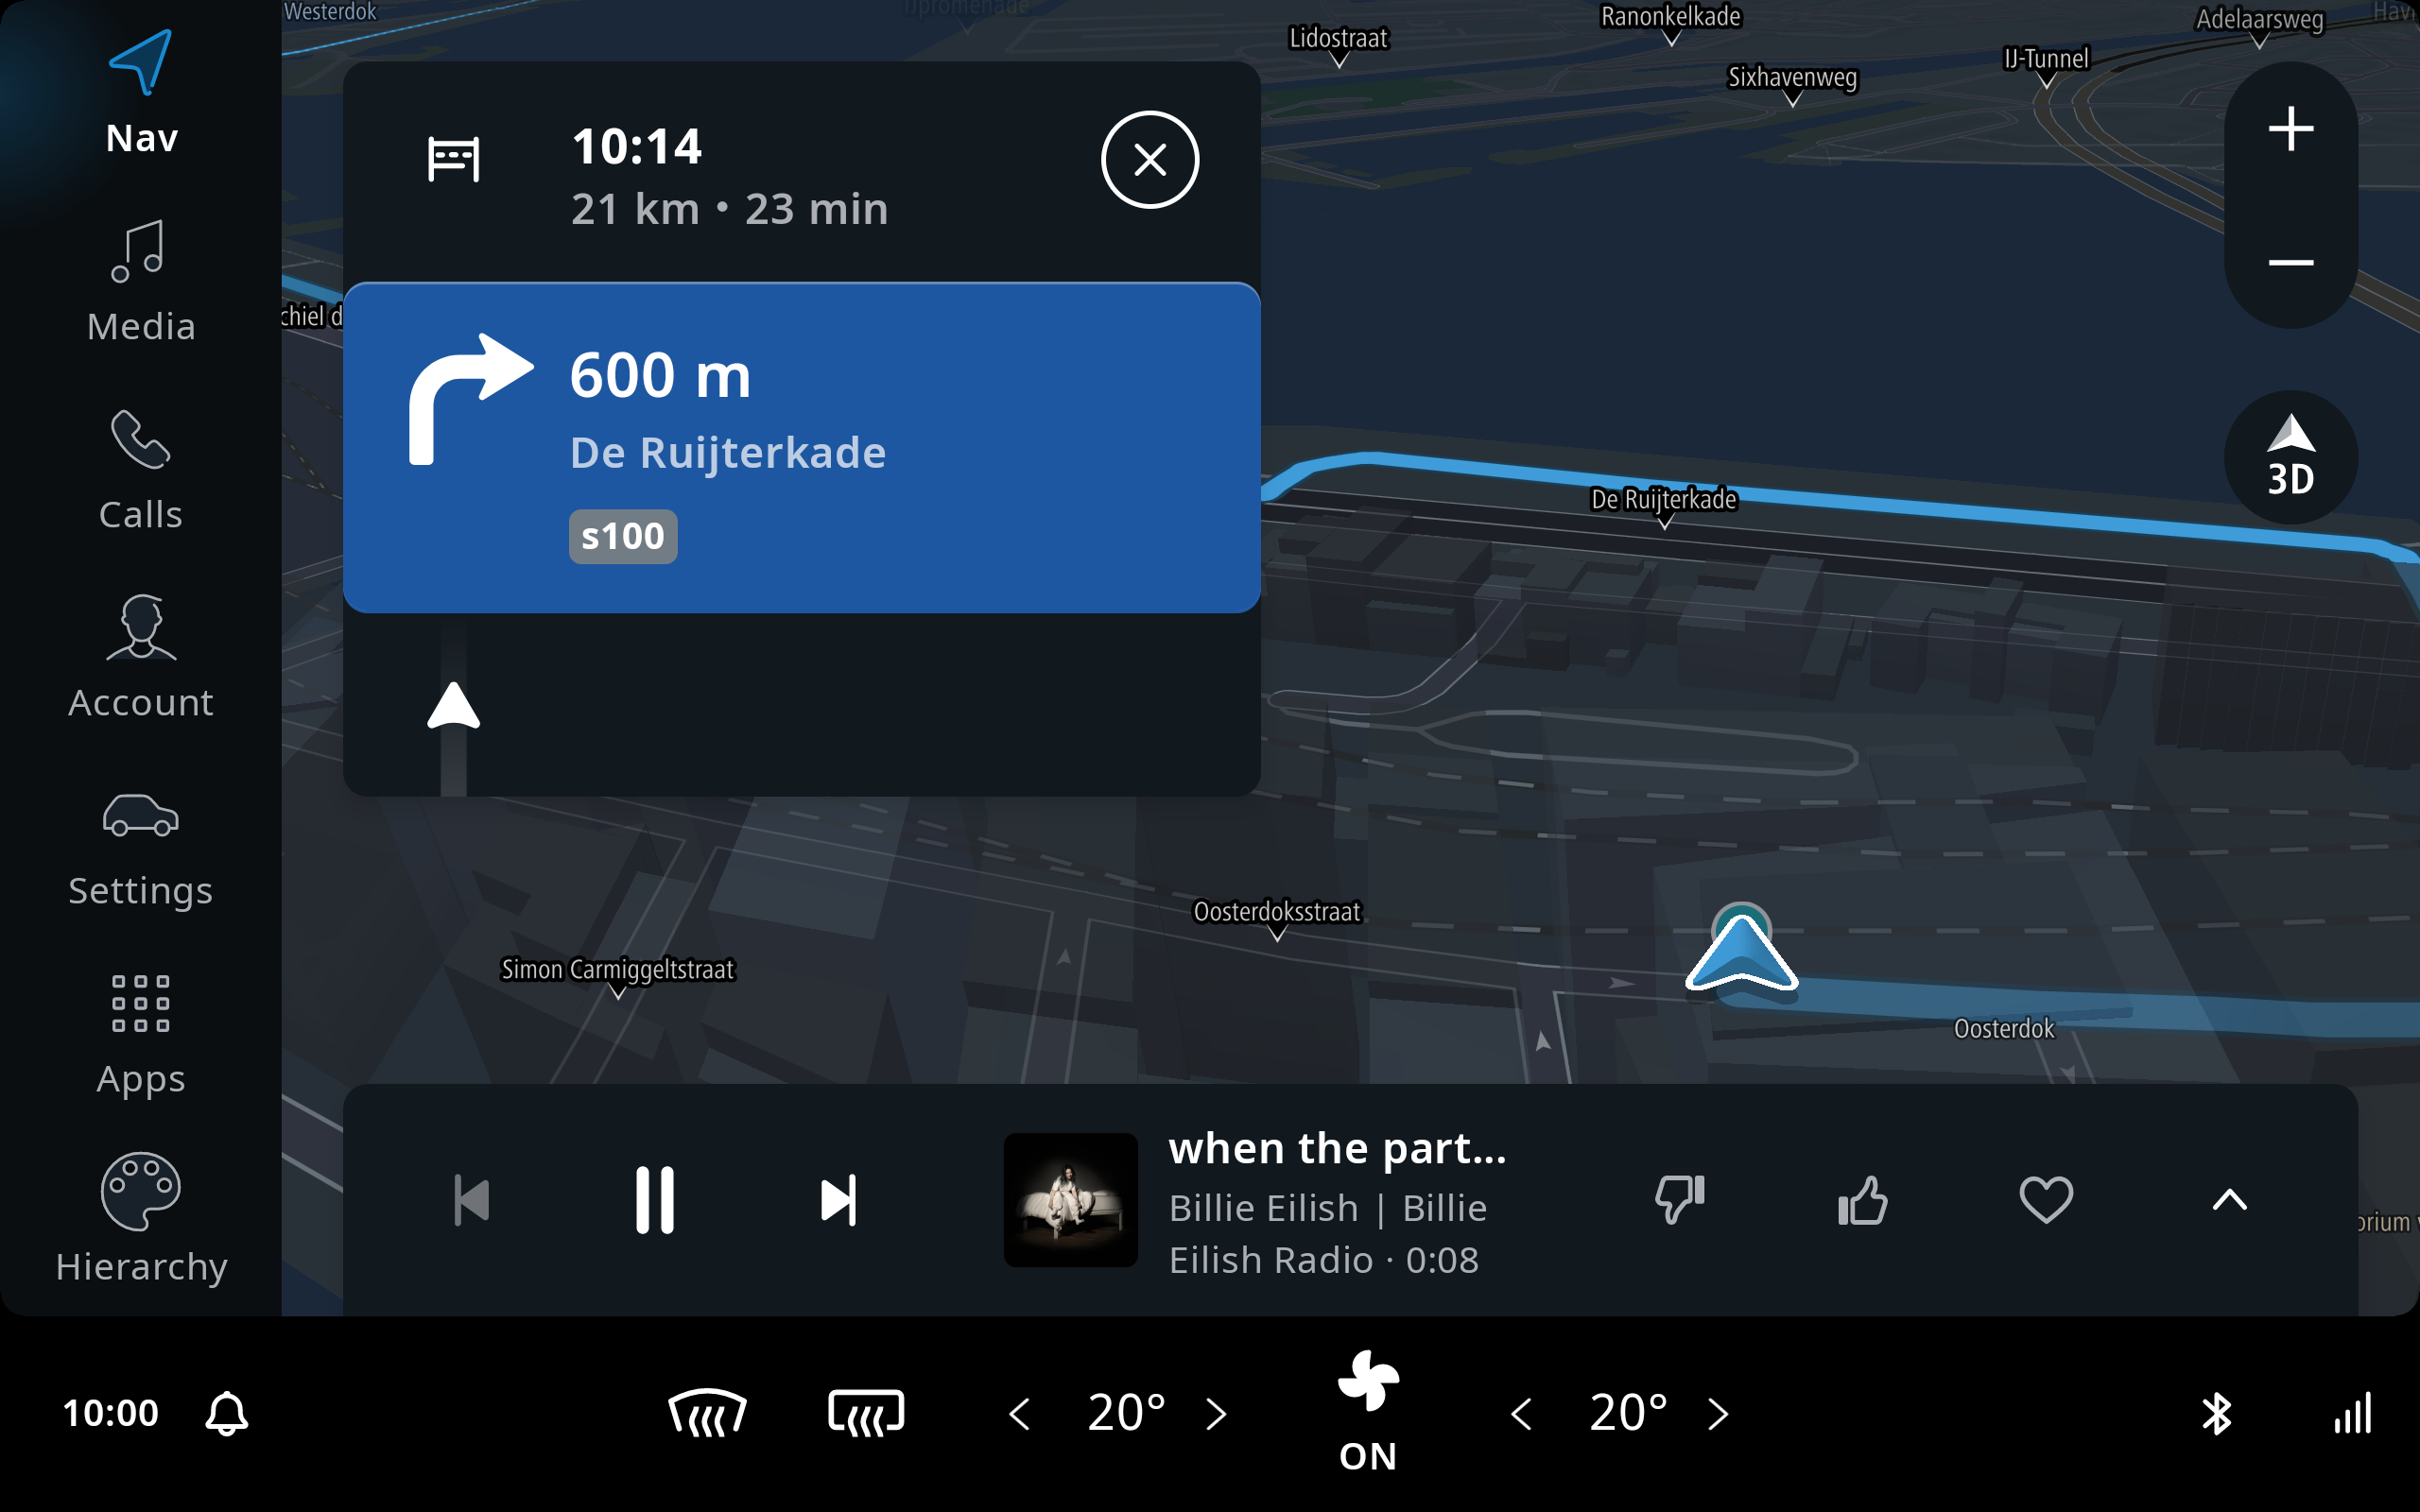 Nav
Media
Calls
Account
Settings
Apps
Hierarchy
Westerdok
IJpromenade
Lidostraat
Ranonkelkade
Sixhavenweg
IJ-Tunnel
Adelaarsweg
10:14
21 km • 23 min
chiel d
600 m
De Ruijterkade
s100
3D
De Ruijterkade
Oosterdoksstraat
Simon Carmiggeltstraat
Oosterdok
when the part...
Billie Eilish | Billie
Eilish Radio · 0:08
orium
10:00
20°
ON
20°